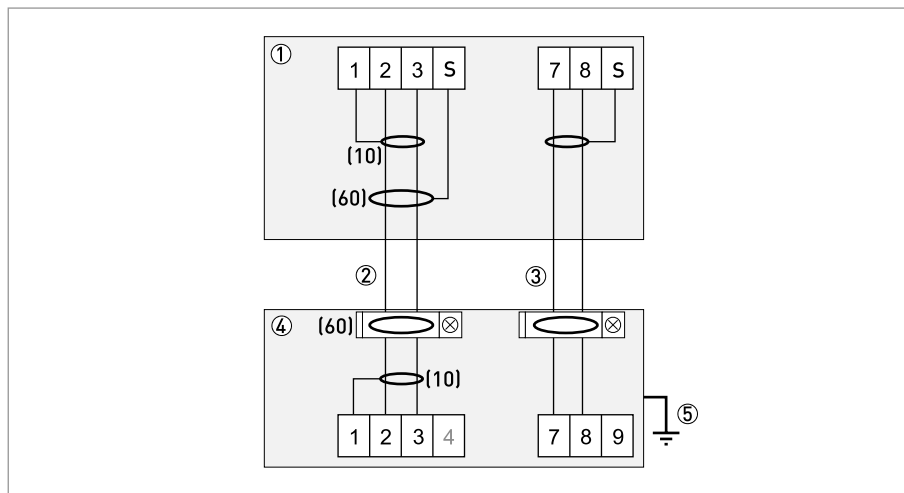 ①
1 2 3 S
7 8 S
(10)
(60)
②
③
④
(60)
(10)
⑤
1 2 3 4
7 8 9